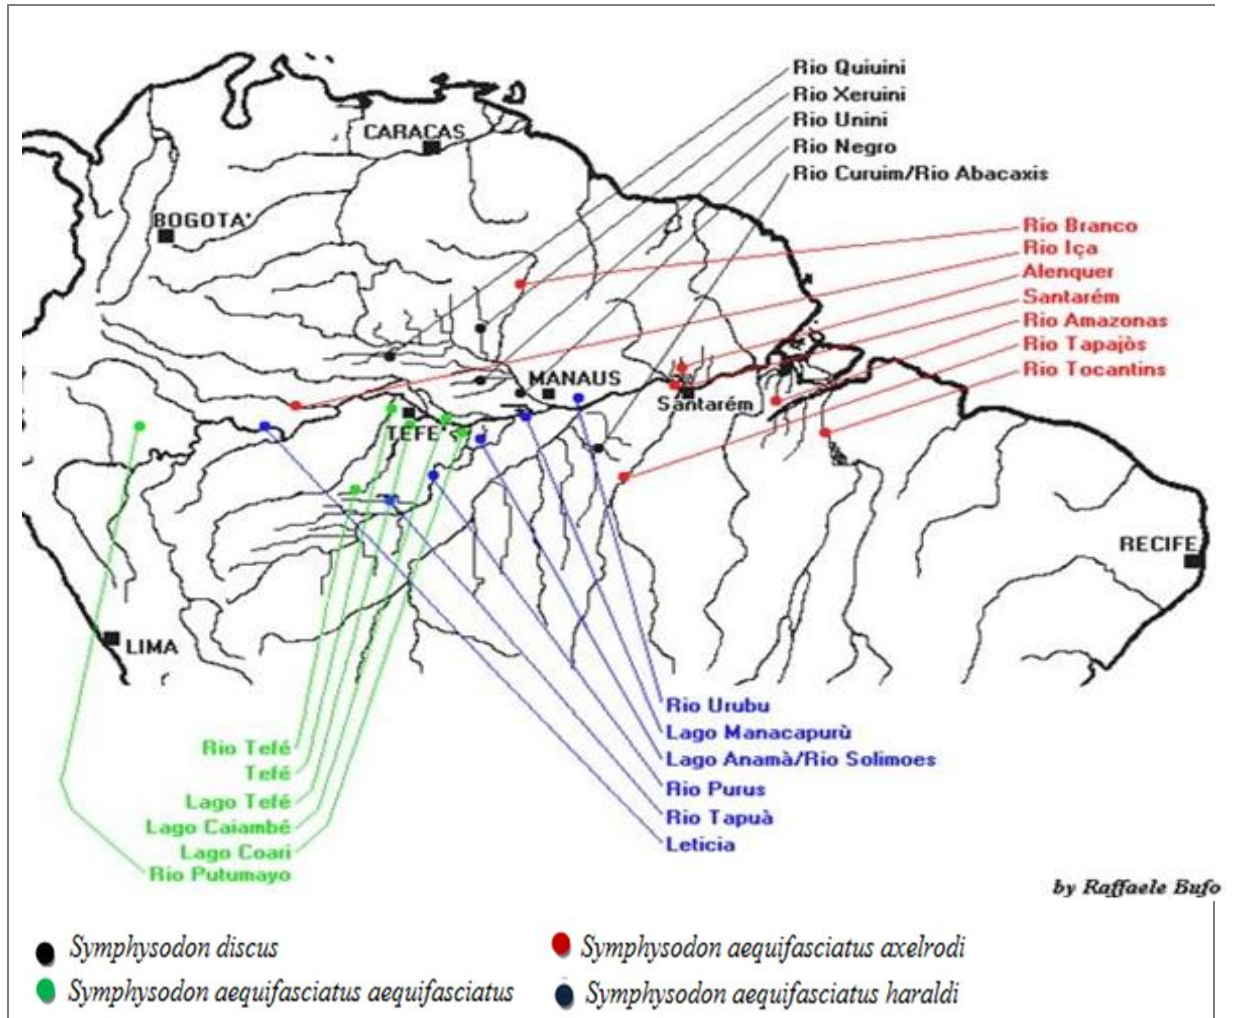 Rio Quiuini
Rio Xeruini
Rio Unini
Rio Negro
Rio Curuim/Rio Abacaxis
CARACAS
BOGOTA'
Rio Branco
Rio Iça
Alenquer
Santarém
Rio Amazonas
Rio Tapajòs
Rio Tocantins
MANAUS
Santarém
TEFE'
RECIFE
LIMA
Rio Urubu
Lago Manacapurù
Lago Anamà/Rio Solimoes
Rio Purus
Rio Tapuà
Leticia
Rio Tefé
Tefé
Lago Tefé
Lago Caiambé
Lago Coari
Rio Putumayo
by Raffaele Bufo
Symphysodon discus
Symphysodon aequifasciatus axelrodi
Symphysodon aequifasciatus aequifasciatus
Symphysodon aequifasciatus haraldi